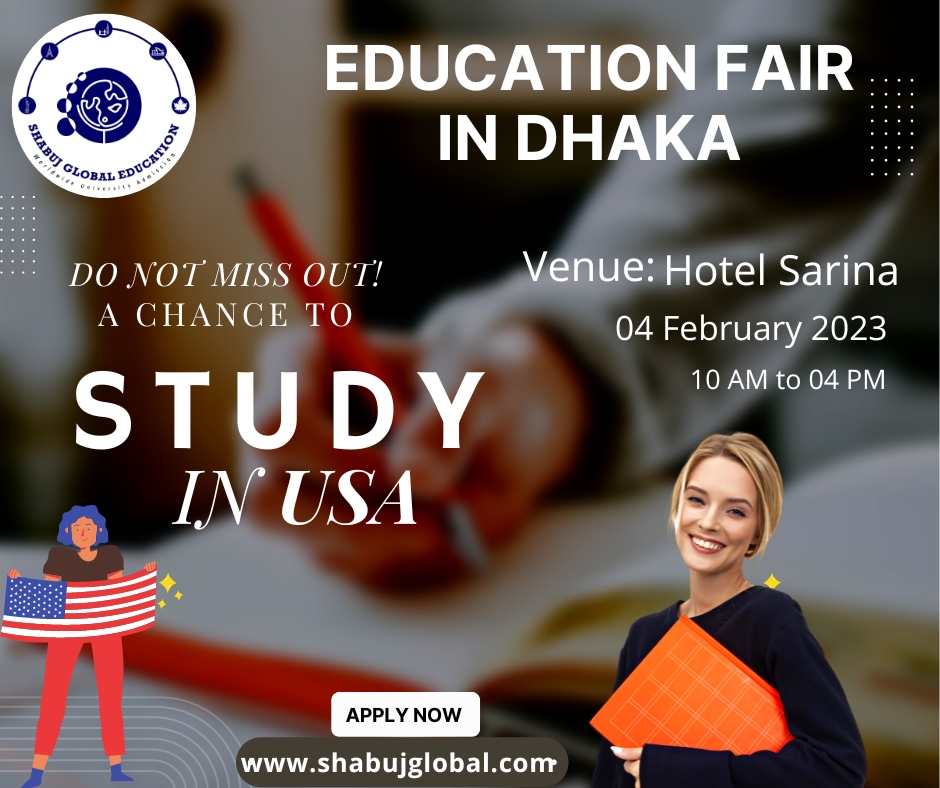 SHABUJ GLOBAL EDUCATION
Worldwide University Admission
EDUCATION FAIR
IN DHAKA
DO NOT MISS OUT!
A CHANCE TO
STUDY
IN USA
Venue: Hotel Sarina
04 February 2023
10 AM to 04 PM
APPLY NOW
www.shabujglobal.com